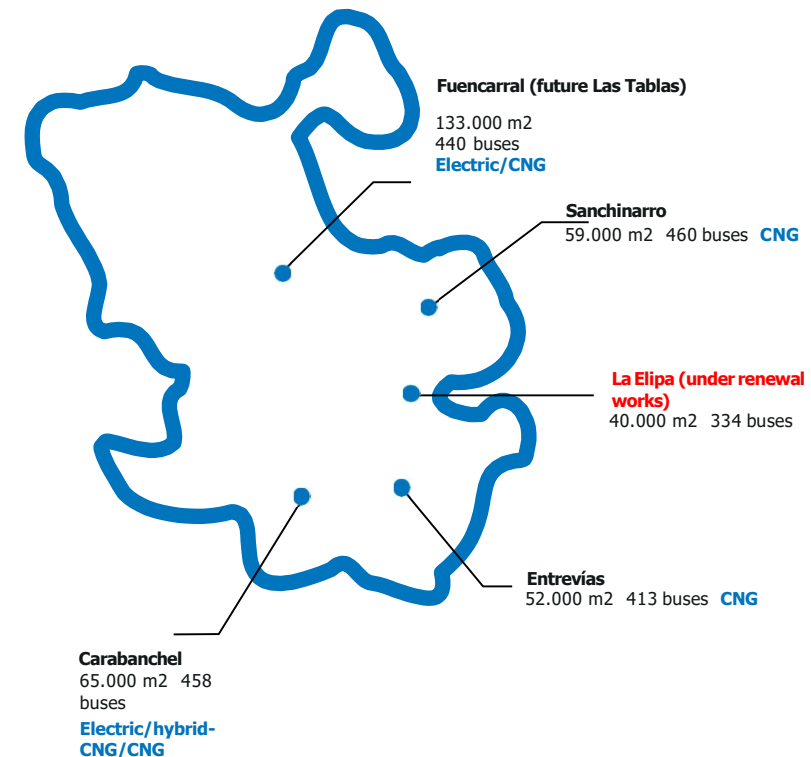 Fuencarral (future Las Tablas)
133.000 m2
440 buses
Electric/CNG
Sanchinarro
59.000 m2 460 buses CNG
La Elipa (under renewal
works)
40.000 m2 334 buses
Entrevías
52.000 m2 413 buses CNG
Carabanchel
65.000 m2 458
buses
Electric/hybrid-
CNG/CNG